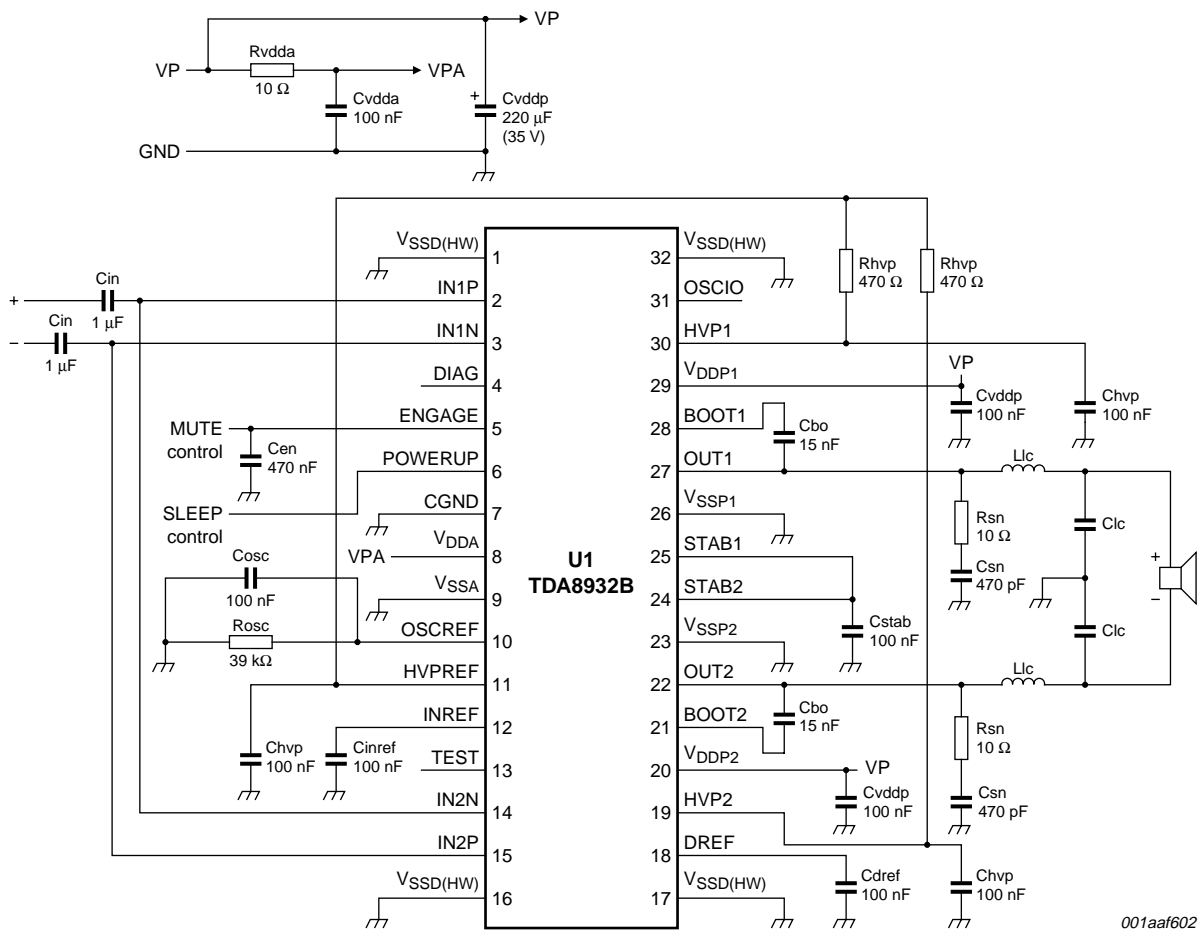 VP
Rvdda
VP
10 Ω
VPA
Cvdda
100 nF
+
Cvddp
220 μF
(35 V)
GND
VSSD(HW)
1
Cin
+
1 μF
IN1P
2
Cin
−
1 μF
IN1N
3
DIAG
4
MUTE
control
ENGAGE
5
Cen
470 nF
POWERUP
6
SLEEP
control
CGND
7
VPA
VDDA
8
Cosc
100 nF
VSSA
9
Rosc
39 kΩ
OSCREF
10
HVPREF
11
Chvp
100 nF
INREF
12
Cinref
100 nF
TEST
13
IN2N
14
IN2P
15
VSSD(HW)
16
U1
TDA8932B
32
VSSD(HW)
Rhvp
470 Ω
Rhvp
470 Ω
31
OSCIO
30
HVP1
29
VDDP1
VP
Cvddp
100 nF
Chvp
100 nF
28
BOOT1
Cbo
15 nF
27
OUT1
Llc
26
VSSP1
Rsn
10 Ω
Clc
25
STAB1
Csn
470 pF
+
−
24
STAB2
Cstab
100 nF
23
VSSP2
Clc
22
OUT2
Llc
21
BOOT2
Cbo
15 nF
Rsn
10 Ω
20
VDDP2
VP
Cvddp
100 nF
Csn
470 pF
19
HVP2
18
DREF
Cdref
100 nF
Chvp
100 nF
17
VSSD(HW)
001aaf602